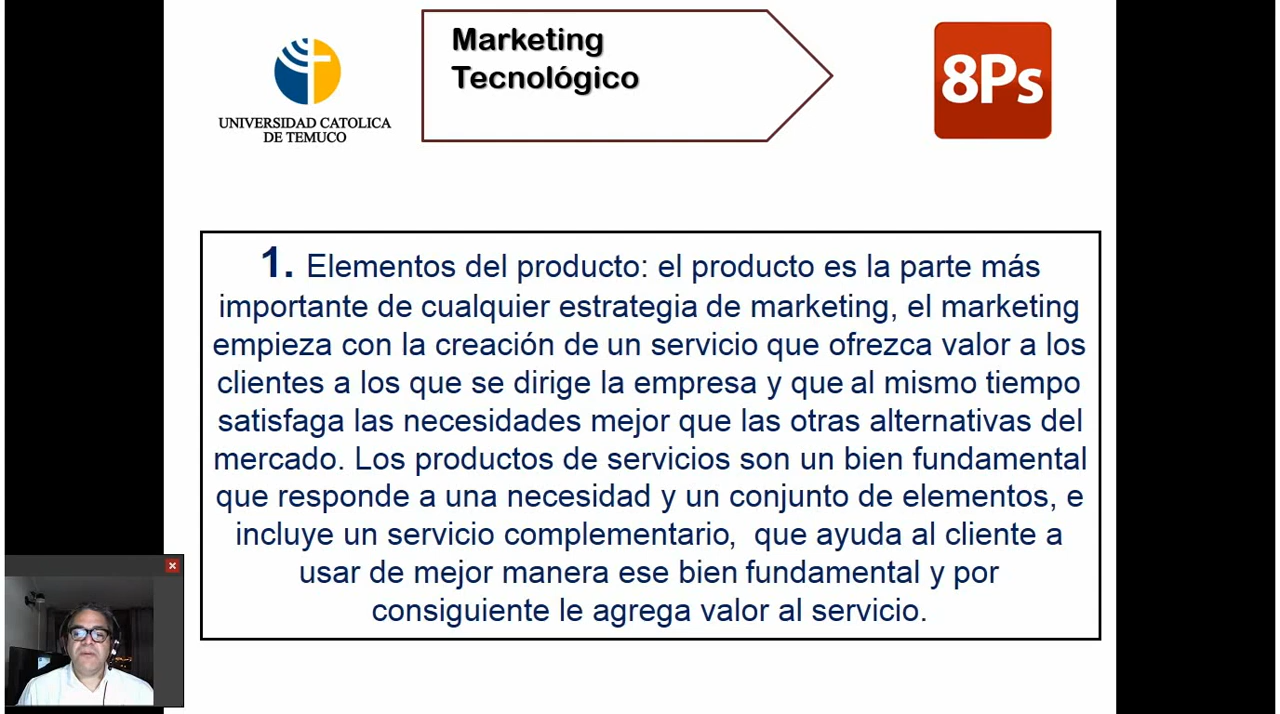 UNIVERSIDAD CATOLICA
DE TEMUCO
Marketing
Tecnológico
8Ps
1. Elementos del producto: el producto es la parte más
importante de cualquier estrategia de marketing, el marketing
empieza con la creación de un servicio que ofrezca valor a los
clientes a los que se dirige la empresa y que al mismo tiempo
satisfaga las necesidades mejor que las otras alternativas del
mercado. Los productos de servicios son un bien fundamental
que responde a una necesidad y un conjunto de elementos, e
incluye un servicio complementario,  que ayuda al cliente a
usar de mejor manera ese bien fundamental y por
consiguiente le agrega valor al servicio.